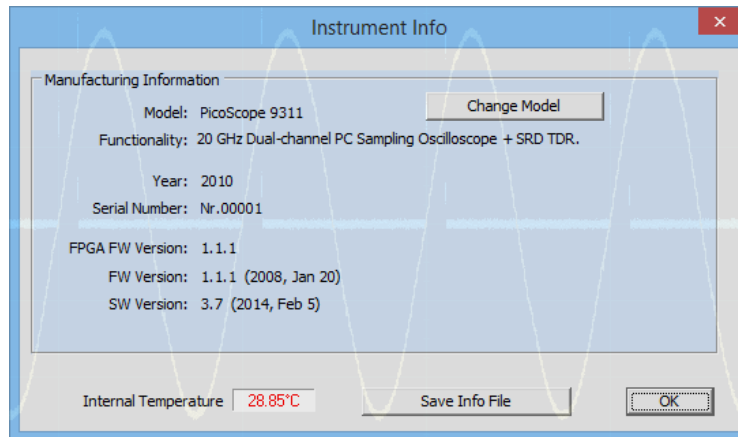 Instrument Info
Manufacturing Information
Model: PicoScope 9311 Change Model
Functionality: 20 GHz Dual-channel PC Sampling Oscilloscope + SRD TDR.
Year: 2010
Serial Number: Nr.00001
FPGA FW Version: 1.1.1
FW Version: 1.1.1 (2008, Jan 20)
SW Version: 3.7 (2014, Feb 5)
Internal Temperature 28.85°C Save Info File OK